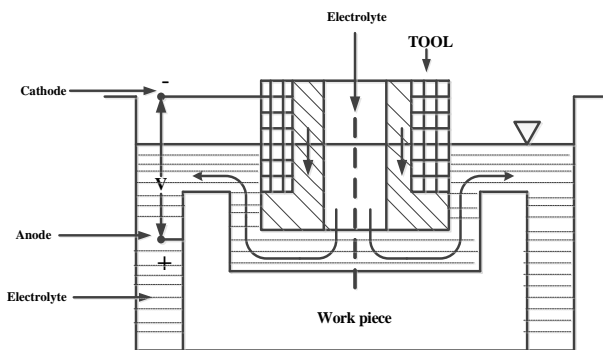 Electrolyte
TOOL
-
Cathode
V
Anode
+
Electrolyte
Work piece